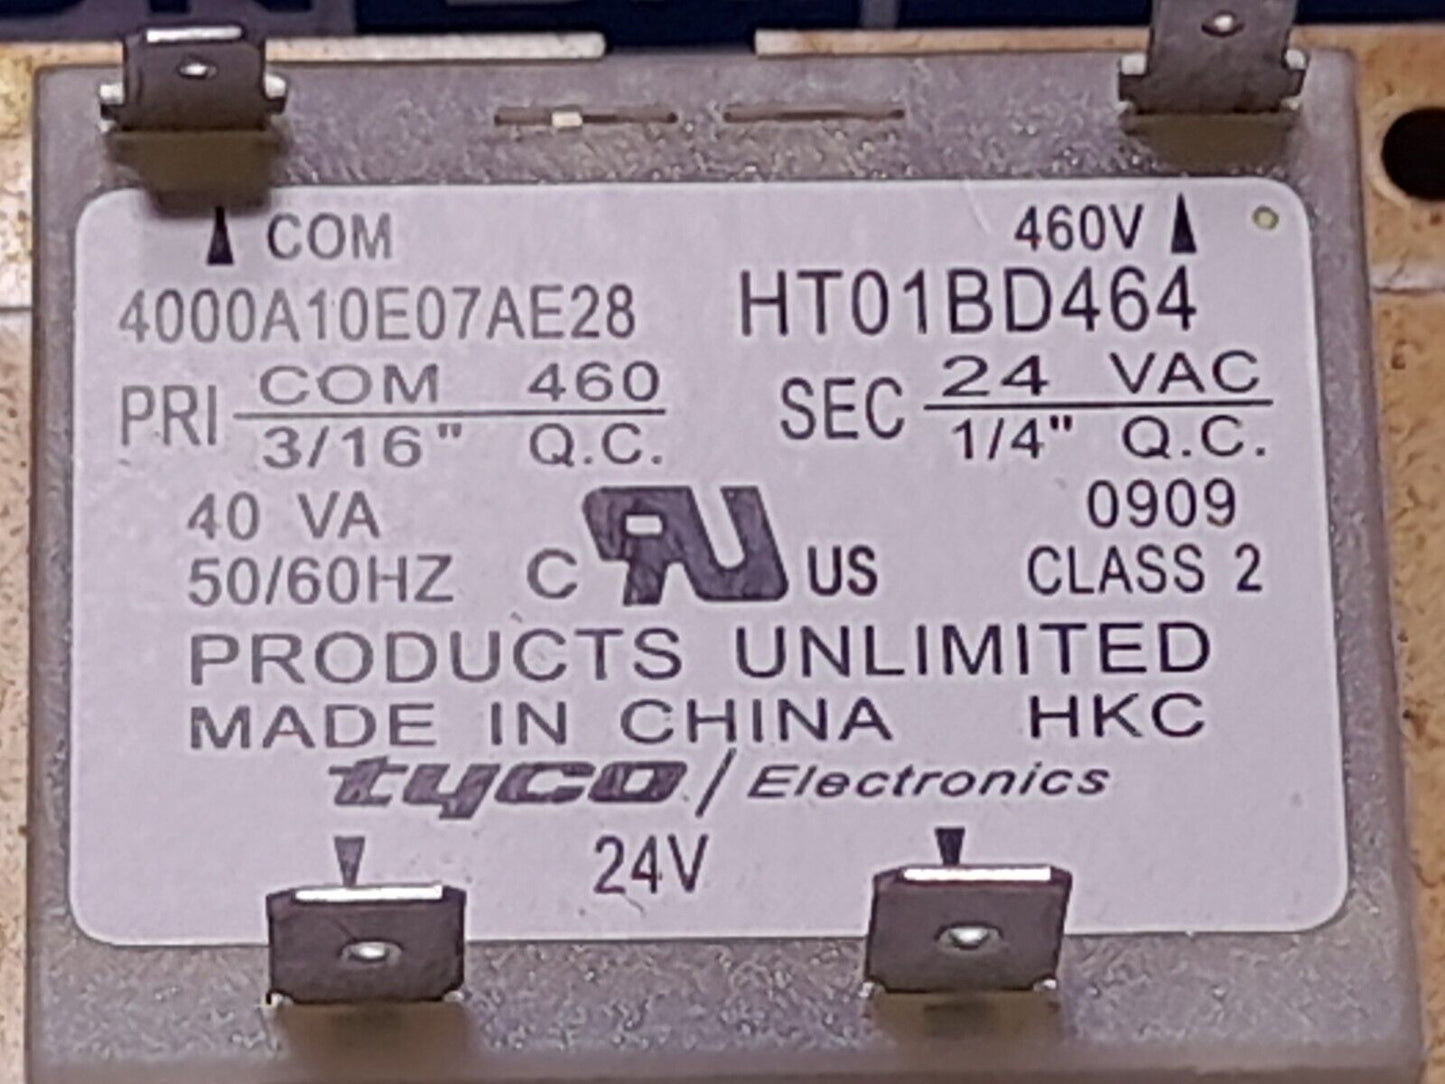 COM 460V
4000A10E07AE28 HT01BD464
PRI COM 460 SEC 24 VAC
3/16" Q.C. 1/4" Q.C.
40 VA 0909
50/60HZ C RU US CLASS 2
PRODUCTS UNLIMITED
MADE IN CHINA HKC
tyco / Electronics
24V